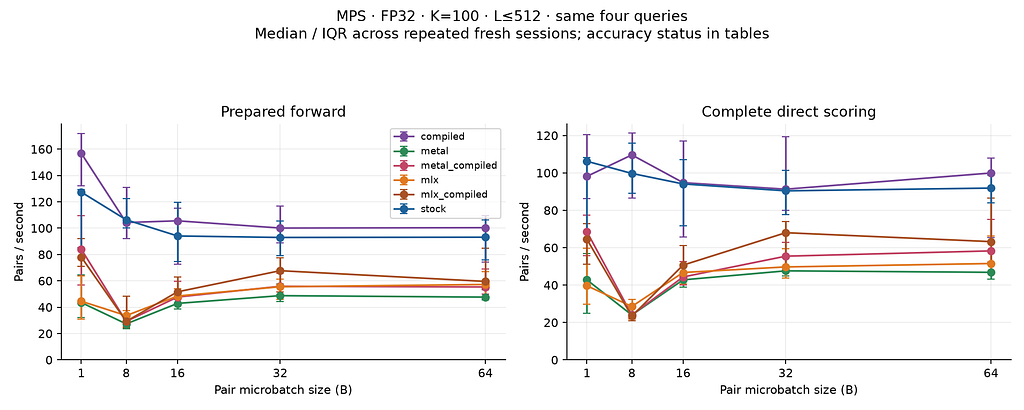 MPS · FP32 · K=100 · L≤512 · same four queries
Median / IQR across repeated fresh sessions; accuracy status in tables
Prepared forward
Pairs / second
160
140
120
100
80
60
40
20
0
compiled
metal
metal_compiled
mlx
mlx_compiled
stock
1
8
16
32
64
Pair microbatch size (B)
Complete direct scoring
Pairs / second
120
100
80
60
40
20
0
1
8
16
32
64
Pair microbatch size (B)